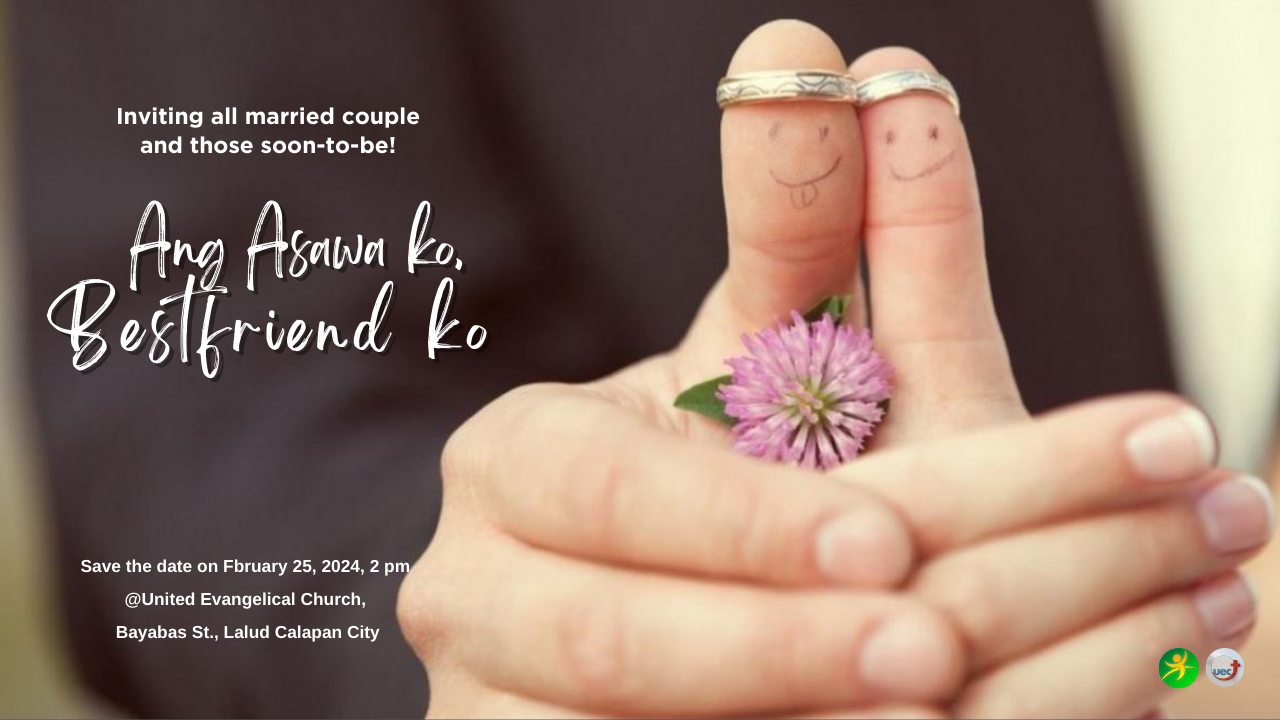 Inviting all married couple
and those soon-to-be!
Ang Asawa ko,
Bestfriend ko
Save the date on Fbruary 25, 2024, 2 pm
@United Evangelical Church,
Bayabas St., Lalud Calapan City
uec